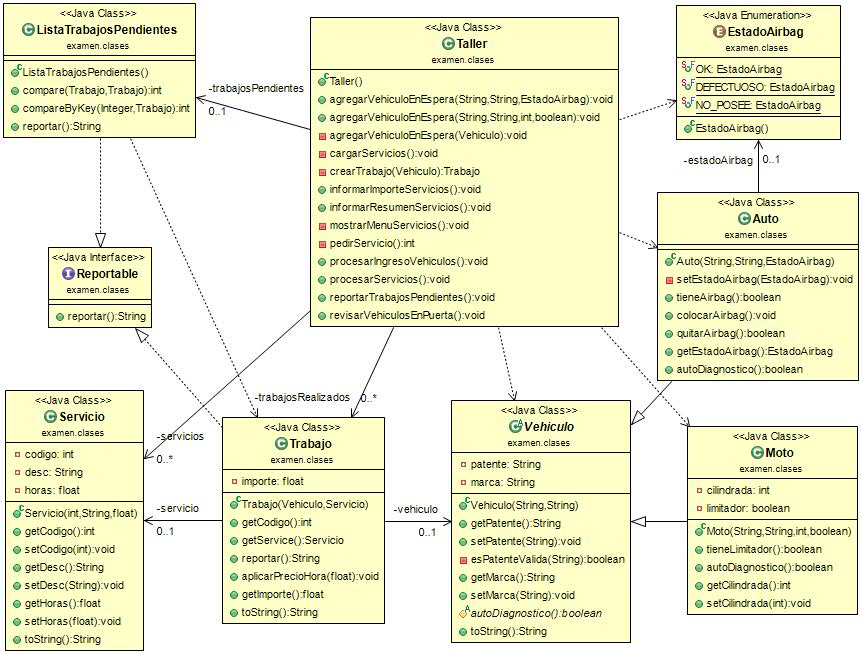 <<Java Class>>
ListaTrabajosPendientes
examen.clases
ListaTrabajosPendientes()
compare(Trabajo,Trabajo):int
compareByKey(Integer,Trabajo):int
reportar():String
-trabajosPendientes
0..1
<<Java Class>>
Taller
examen.clases
Taller()
agregarVehiculoEnEspera(String,String,EstadoAirbag):void
agregarVehiculoEnEspera(String,String,int,boolean):void
agregarVehiculoEnEspera(Vehiculo):void
cargarServicios():void
crearTrabajo(Vehiculo):Trabajo
informarImporteServicios():void
informarResumenServicios():void
mostrarMenuServicios():void
pedirServicio():int
procesarIngresoVehiculos():void
procesarServicios():void
reportarTrabajosPendientes():void
revisarVehiculosEnPuerta():void
<<Java Enumeration>>
EstadoAirbag
examen.clases
OK: EstadoAirbag
DEFECTUOSO: EstadoAirbag
NO_POSEE: EstadoAirbag
EstadoAirbag()
-estadoAirbag
0..1
<<Java Class>>
Auto
examen.clases
Auto(String,String,EstadoAirbag)
setEstadoAirbag(EstadoAirbag):void
tieneAirbag():boolean
colocarAirbag():void
quitarAirbag():boolean
getEstadoAirbag():EstadoAirbag
autoDiagnostico():boolean
<<Java Interface>>
Reportable
examen.clases
reportar():String
<<Java Class>>
Servicio
examen.clases
codigo: int
desc: String
horas: float
Servicio(int,String,float)
getCodigo():int
setCodigo(int):void
getDesc():String
setDesc(String):void
getHoras():float
setHoras(float):void
toString():String
-servicios
0..*
-servicio
0..1
-trabajosRealizados
0..*
<<Java Class>>
Trabajo
examen.clases
importe: float
Trabajo(Vehiculo,Servicio)
getCodigo():int
getService():Servicio
reportar():String
aplicarPrecioHora(float):void
getImporte():float
toString():String
-vehiculo
0..1
<<Java Class>>
Vehiculo
examen.clases
patente: String
marca: String
Vehiculo(String,String)
getPatente():String
setPatente(String):void
esPatenteValida(String):boolean
getMarca():String
setMarca(String):void
autoDiagnostico():boolean
toString():String
<<Java Class>>
Moto
examen.clases
cilindrada: int
limitador: boolean
Moto(String,String,int,boolean)
tieneLimitador():boolean
autoDiagnostico():boolean
getCilindrada():int
setCilindrada(int):void